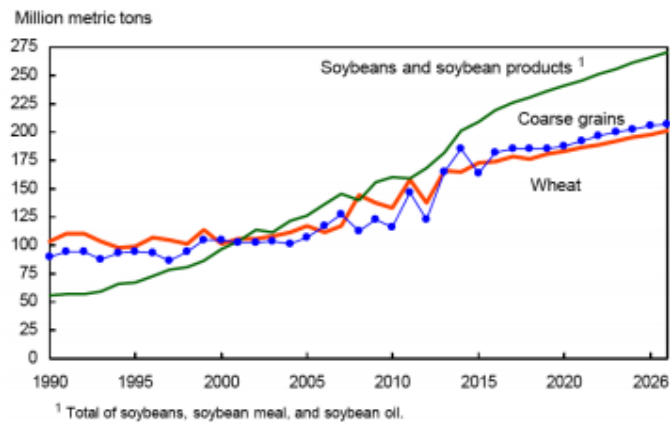 Million metric tons
275
250
225
200
175
150
125
100
75
50
25
0
Soybeans and soybean products 1
Coarse grains
Wheat
1990 1995 2000 2005 2010 2015 2020 2026
1 Total of soybeans, soybean meal, and soybean oil.